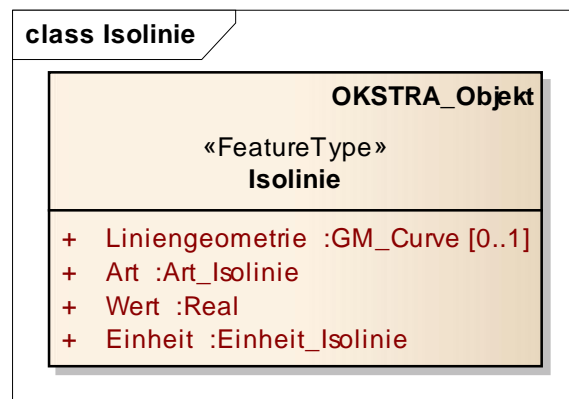 class Isolinie
OKSTRA_Objekt
«FeatureType»
Isolinie
+ Liniengeometrie :GM_Curve [0..1]
+ Art :Art_Isolinie
+ Wert :Real
+ Einheit :Einheit_Isolinie